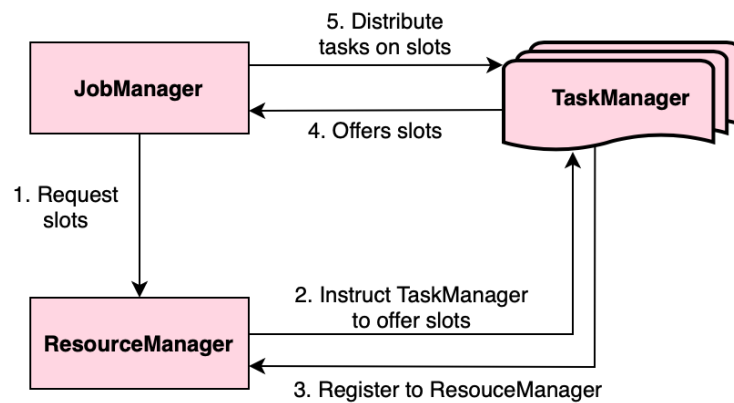 5. Distribute
tasks on slots
JobManager
TaskManager
4. Offers slots
1. Request
slots
2. Instruct TaskManager
to offer slots
ResourceManager
3. Register to ResouceManager